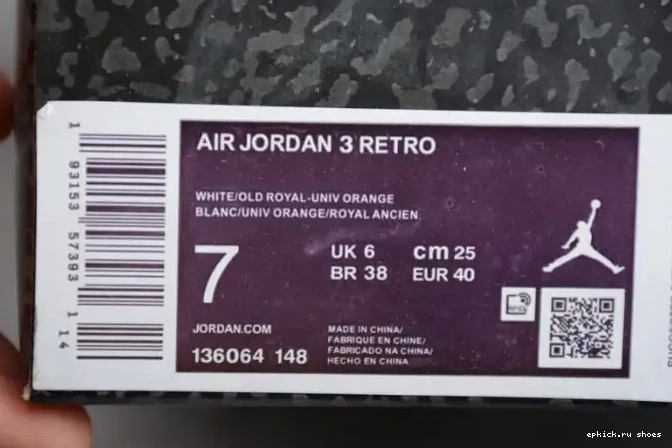 AIR JORDAN 3 RETRO
WHITE/OLD ROYAL-UNIV ORANGE
BLANC/UNIV ORANGE/ROYAL ANCIEN
7
UK 6
cm 25
BR 38
EUR 40
JORDAN.COM
136064 148
MADE IN CHINA/
FABRIQUE EN CHINE/
FABRICADO NA CHINA/
HECHO EN CHINA
RFID
1 93153 57393 1
14
epkick.ru shoes